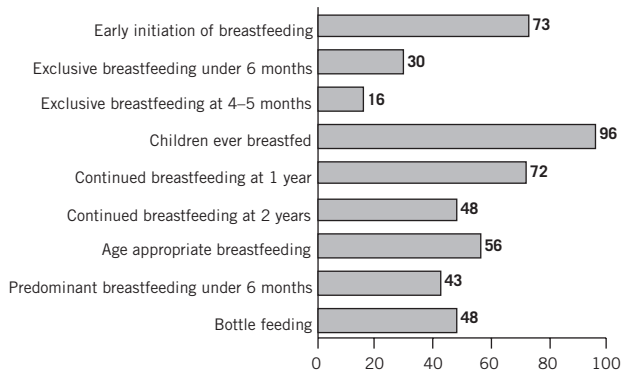 Early initiation of breastfeeding 73
Exclusive breastfeeding under 6 months 30
Exclusive breastfeeding at 4–5 months 16
Children ever breastfed 96
Continued breastfeeding at 1 year 72
Continued breastfeeding at 2 years 48
Age appropriate breastfeeding 56
Predominant breastfeeding under 6 months 43
Bottle feeding 48
0 20 40 60 80 100